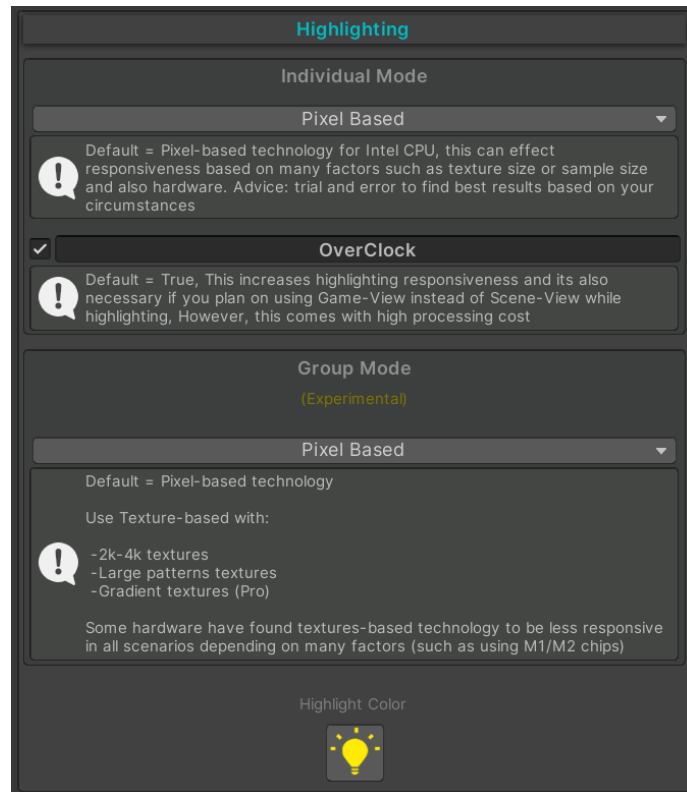 Highlighting
Individual Mode
Pixel Based
Default = Pixel-based technology for Intel CPU, this can effect
responsiveness based on many factors such as texture size or sample size
and also hardware. Advice: trial and error to find best results based on your
circumstances
OverClock
Default = True, This increases highlighting responsiveness and its also
necessary if you plan on using Game-View instead of Scene-View while
highlighting, However, this comes with high processing cost
Group Mode
(Experimental)
Pixel Based
Default = Pixel-based technology
Use Texture-based with:
-2k-4k textures
-Large patterns textures
-Gradient textures (Pro)
Some hardware have found textures-based technology to be less responsive
in all scenarios depending on many factors (such as using M1/M2 chips)
Highlight Color